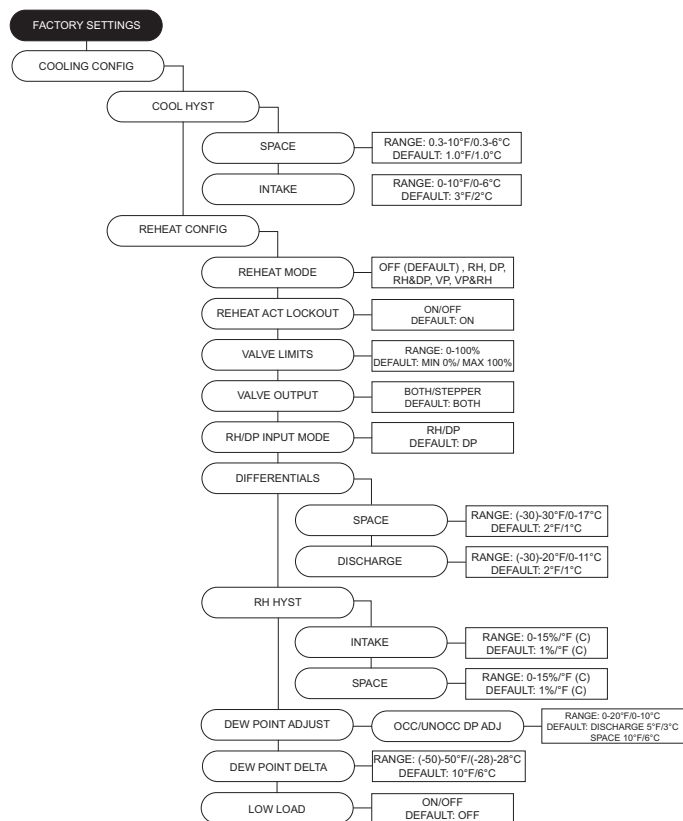 FACTORY SETTINGS
COOLING CONFIG
COOL HYST
SPACE
RANGE: 0.3-10°F/0.3-6°C
DEFAULT: 1.0°F/1.0°C
INTAKE
RANGE: 0-10°F/0-6°C
DEFAULT: 3°F/2°C
REHEAT CONFIG
REHEAT MODE
OFF (DEFAULT) , RH, DP,
RH&DP, VP, VP&RH
REHEAT ACT LOCKOUT
ON/OFF
DEFAULT: ON
VALVE LIMITS
RANGE: 0-100%
DEFAULT: MIN 0%/ MAX 100%
VALVE OUTPUT
BOTH/STEPPER
DEFAULT: BOTH
RH/DP INPUT MODE
RH/DP
DEFAULT: DP
DIFFERENTIALS
SPACE
RANGE: (-30)-30°F/0-17°C
DEFAULT: 2°F/1°C
DISCHARGE
RANGE: (-30)-20°F/0-11°C
DEFAULT: 2°F/1°C
RH HYST
INTAKE
RANGE: 0-15%/°F (C)
DEFAULT: 1%/°F (C)
SPACE
RANGE: 0-15%/°F (C)
DEFAULT: 1%/°F (C)
DEW POINT ADJUST
OCC/UNOCC DP ADJ
RANGE: 0-20°F/0-10°C
DEFAULT: DISCHARGE 5°F/3°C
SPACE 10°F/6°C
DEW POINT DELTA
RANGE: (-50)-50°F/(-28)-28°C
DEFAULT: 10°F/6°C
LOW LOAD
ON/OFF
DEFAULT: OFF